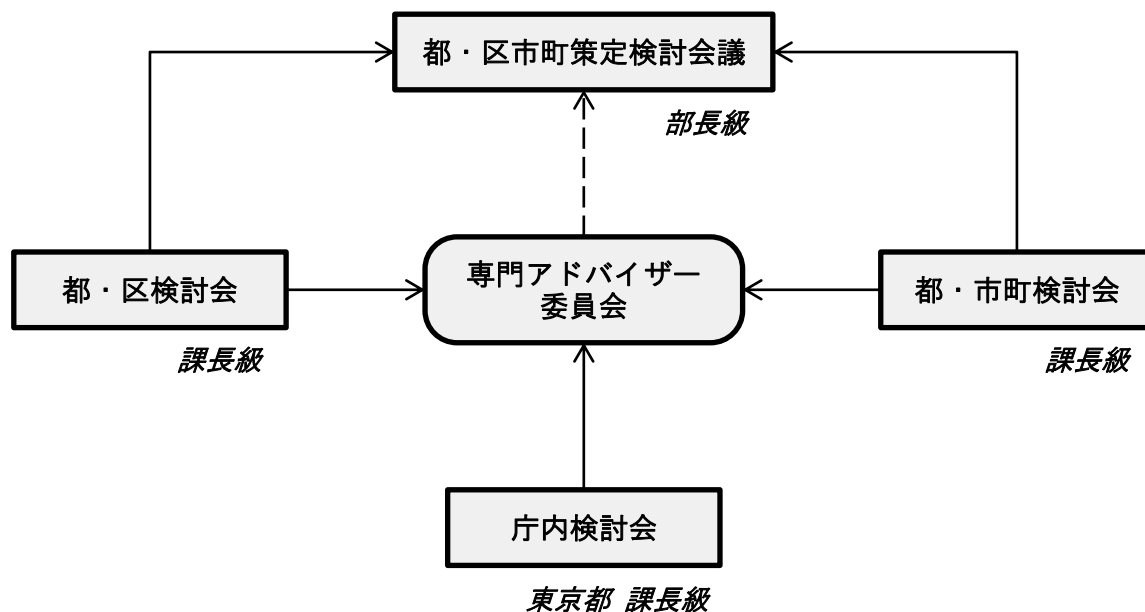 都・区市町策定検討会議
部長級
都・区検討会
専門アドバイザー
委員会
都・市町検討会
課長級
課長級
庁内検討会
東京都 課長級